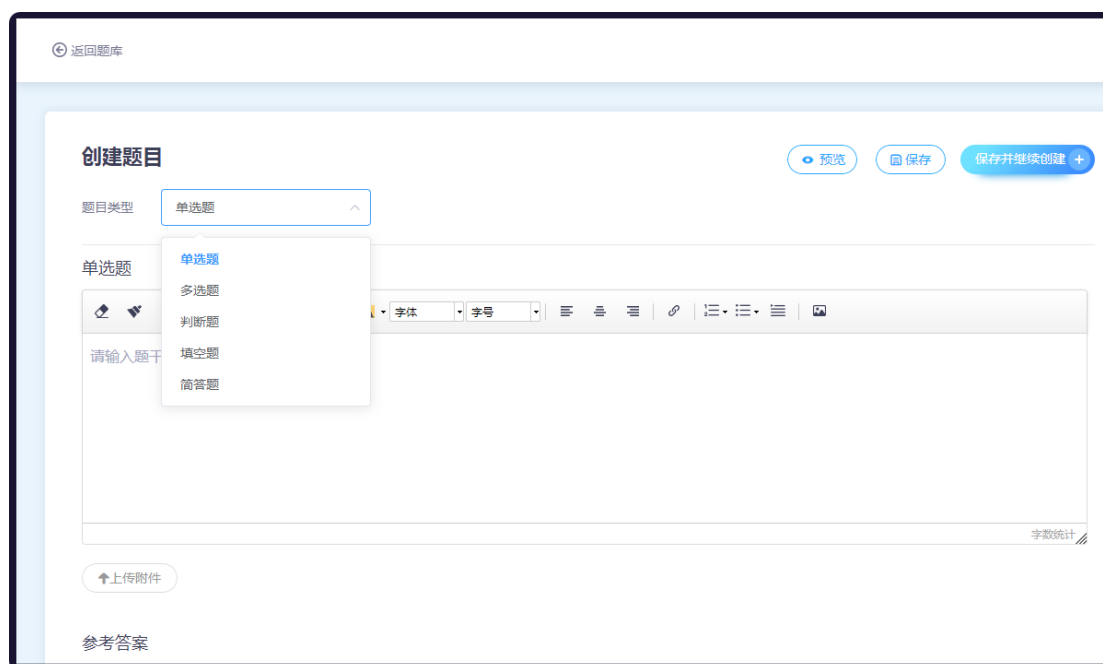 返回题库
创建题目
预览 保存 保存并继续创建
题目类型 单选题
单选题
多选题
判断题
填空题
简答题
单选题
字体 字号
请输入题干
字数统计
上传附件
参考答案